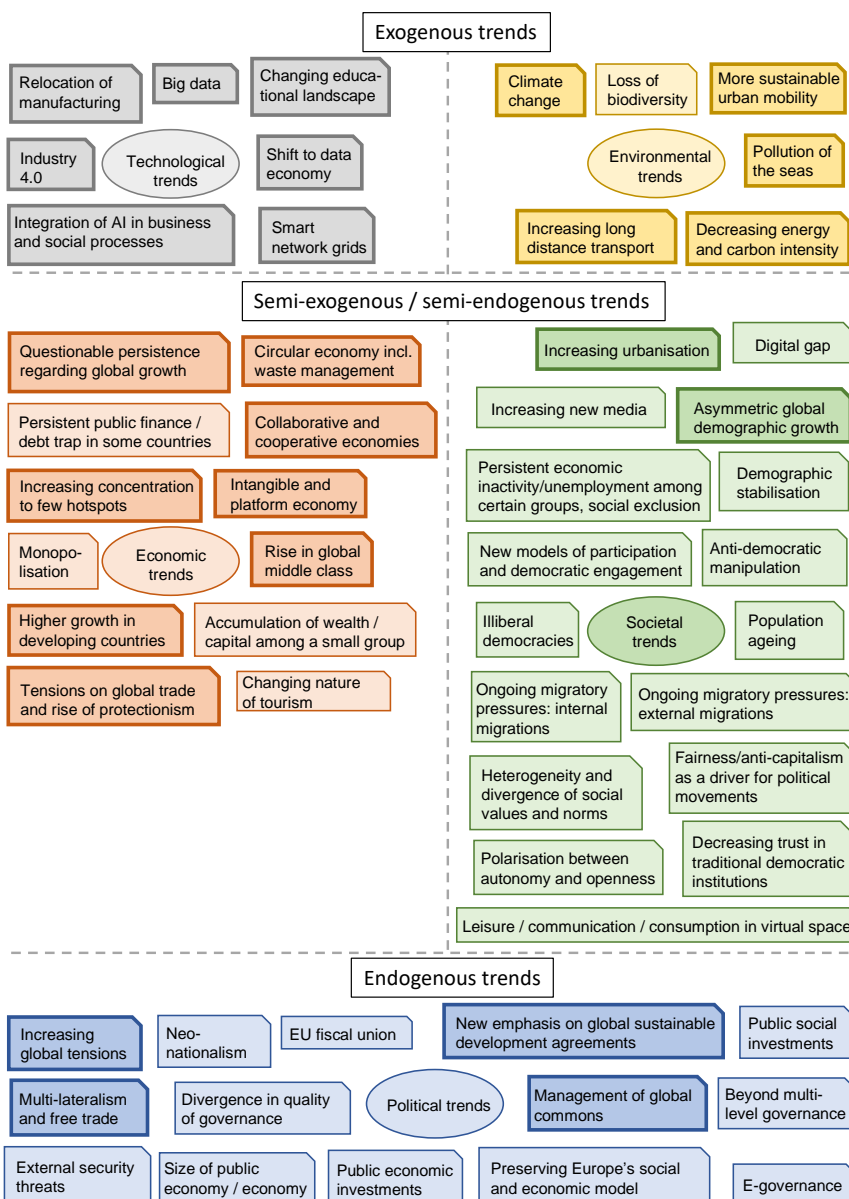 Exogenous trends
Relocation of
manufacturing
Big data
Changing educa-
tional landscape
Industry
4.0
Technological
trends
Shift to data
economy
Integration of AI in business
and social processes
Smart
network grids
Climate
change
Loss of
biodiversity
More sustainable
urban mobility
Environmental
trends
Pollution of
the seas
Increasing long
distance transport
Decreasing energy
and carbon intensity
Semi-exogenous / semi-endogenous trends
Questionable persistence
regarding global growth
Circular economy incl.
waste management
Persistent public finance /
debt trap in some countries
Collaborative and
cooperative economies
Increasing concentration
to few hotspots
Intangible and
platform economy
Monopo-
lisation
Economic
trends
Rise in global
middle class
Higher growth in
developing countries
Accumulation of wealth /
capital among a small group
Tensions on global trade
and rise of protectionism
Changing nature
of tourism
Increasing urbanisation
Digital gap
Increasing new media
Asymmetric global
demographic growth
Persistent economic
inactivity/unemployment among
certain groups, social exclusion
Demographic
stabilisation
New models of participation
and democratic engagement
Anti-democratic
manipulation
Illiberal
democracies
Societal
trends
Population
ageing
Ongoing migratory
pressures: internal
migrations
Ongoing migratory pressures:
external migrations
Heterogeneity and
divergence of social
values and norms
Fairness/anti-capitalism
as a driver for political
movements
Polarisation between
autonomy and openness
Decreasing trust in
traditional democratic
institutions
Leisure / communication / consumption in virtual space
Endogenous trends
Increasing
global tensions
Neo-
nationalism
EU fiscal union
New emphasis on global sustainable
development agreements
Public social
investments
Multi-lateralism
and free trade
Divergence in quality
of governance
Political trends
Management of global
commons
Beyond multi-
level governance
External security
threats
Size of public
economy / economy
Public economic
investments
Preserving Europe's social
and economic model
E-governance